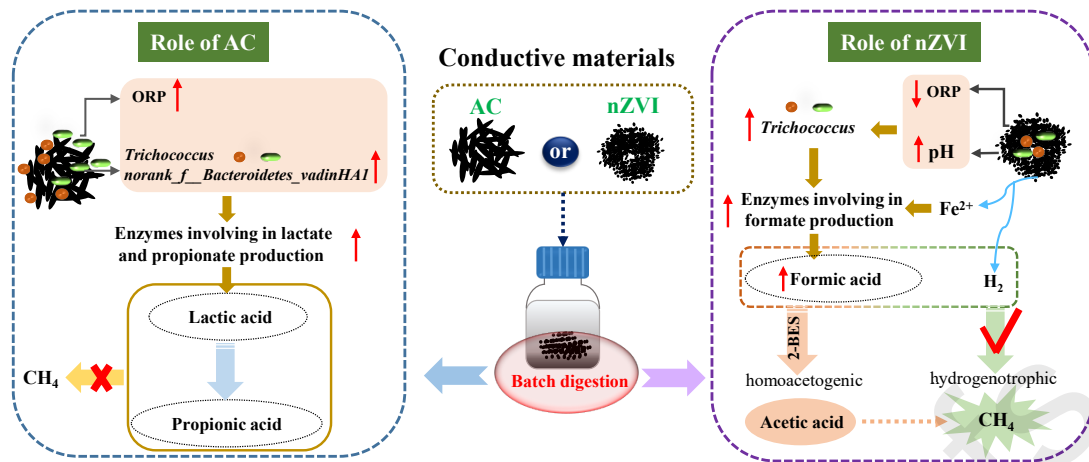 Role of AC
ORP
Trichococcus
norank_f__Bacteroidetes_vadinHA1
Enzymes involving in lactate
and propionate production
Lactic acid
Propionic acid
CH4
Conductive materials
AC
nZVI
or
Batch digestion
Role of nZVI
ORP
pH
Trichococcus
Enzymes involving in
formate production
Fe2+
Formic acid
H2
2-BES
homoacetogenic
hydrogenotrophic
Acetic acid
CH4